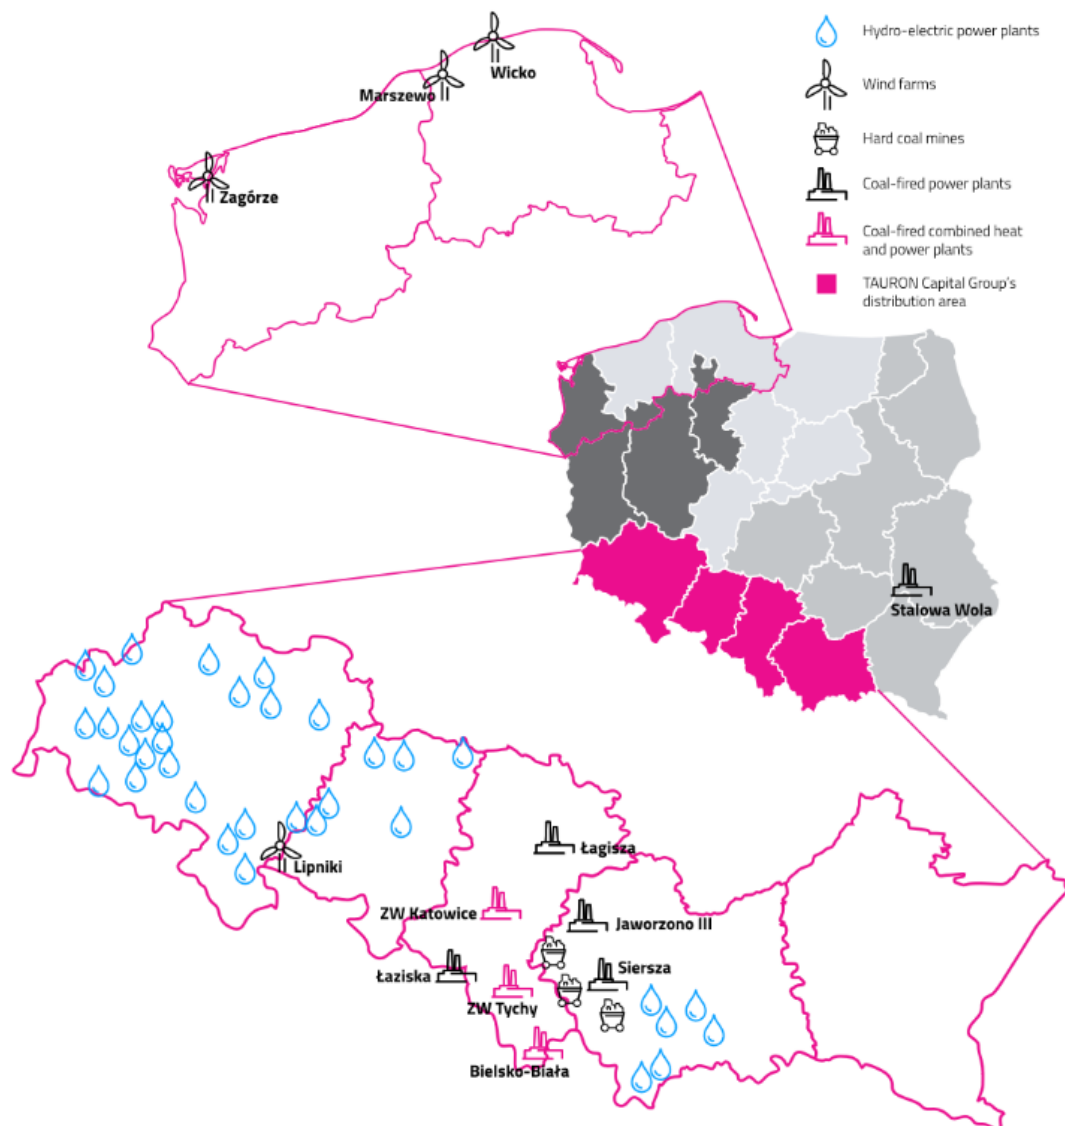 Hydro-electric power plants
Wicko
Wind farms
Marszewo
Hard coal mines
Coal-fired power plants
Zagórze
Coal-fired combined heat
and power plants
TAURON Capital Group's
distribution area
Stalowa Wola
Łagisza
Lipniki
ZW Katowice
Jaworzono III
Siersza
Łaziska
ZW Tychy
Bielsko-Biała